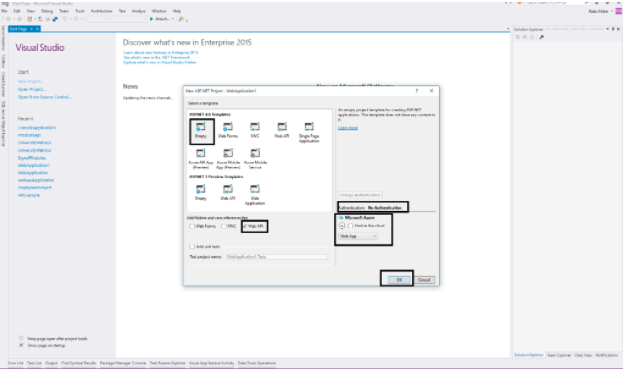 Start Page
File Edit View Debug Team Tools Architecture Test Analyze Window Help
Attach...
Start Page
Visual Studio
Discover what's new in Enterprise 2015
Learn about new features in Enterprise 2015
See what's new in the .NET Framework
Explore what's new in Visual Studio Online
Start
New Project...
Open Project...
Open from Source Control...
Recent
ConsoleApplication1
WebApplication1
WebApplication
News
Updating the news channel...
New ASP.NET Project - WebApplication1
Select a template:
ASP.NET 4.6 Templates
Empty
Web Forms
MVC
Web API
Single Page Application
Azure API App (Preview)
Azure Mobile App (Preview)
Azure Mobile Service
ASP.NET 5 Preview Templates
Empty
Web API
Web Application
Add folders and core references for:
Web Forms
MVC
Web API
Add unit tests
Test project name: WebApplication1.Tests
An empty project template for creating ASP.NET
applications. This template does not have any content in
it.
Learn more
Change Authentication
Authentication: No Authentication
Microsoft Azure
Host in the cloud
Web App
OK
Cancel
Solution Explorer
Keep page open after project loads
Show page on startup
Error List Task List Output Find Symbol Results Package Manager Console Test Runner Explorer Azure App Service Activity Data Tools Operations
Solution Explorer Team Explorer Class View Notifications